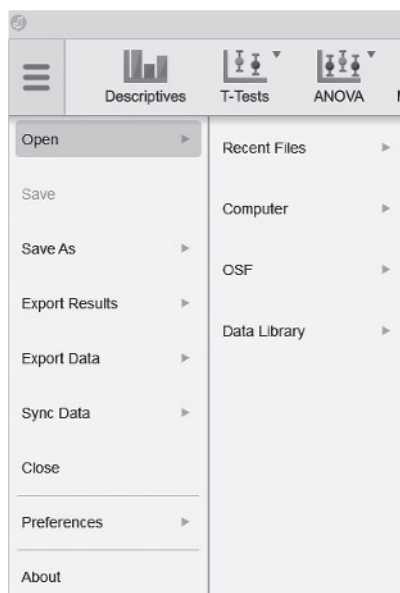 Descriptives
T-Tests
ANOVA
Open
Save
Save As
Export Results
Export Data
Sync Data
Close
Preferences
About
Recent Files
Computer
OSF
Data Library